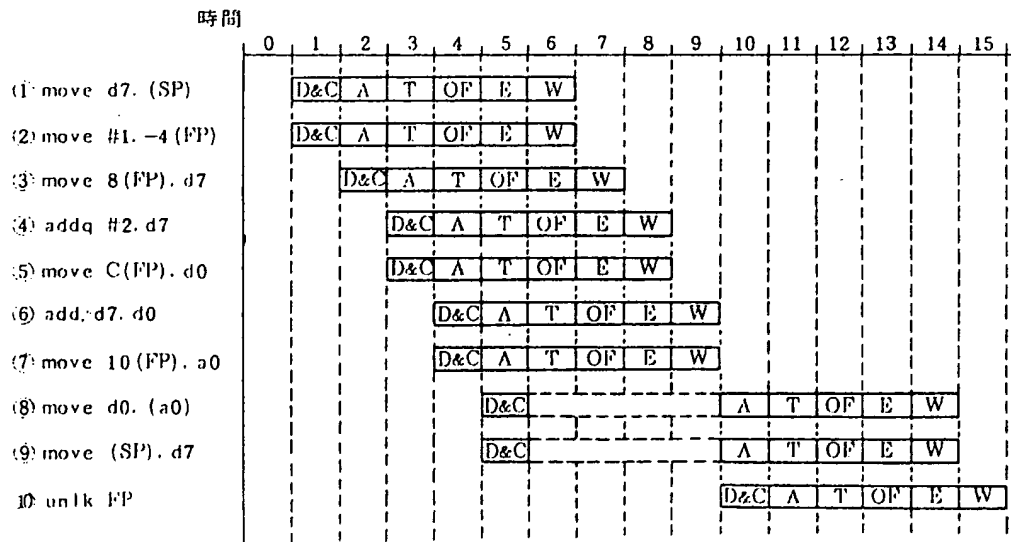 時間
0 1 2 3 4 5 6 7 8 9 10 11 12 13 14 15
(1) move d7. (SP) D&C A T OF E W
(2) move #1. -4(FP) D&C A T OF E W
(3) move 8(FP). d7 D&C A T OF E W
(4) addq #2. d7 D&C A T OF E W
(5) move C(FP). d0 D&C A T OF E W
(6) add. d7. d0 D&C A T OF E W
(7) move 10(FP). a0 D&C A T OF E W
(8) move d0. (a0) D&C A T OF E W
(9) move (SP). d7 D&C A T OF E W
10 unlk FP D&C A T OF E W